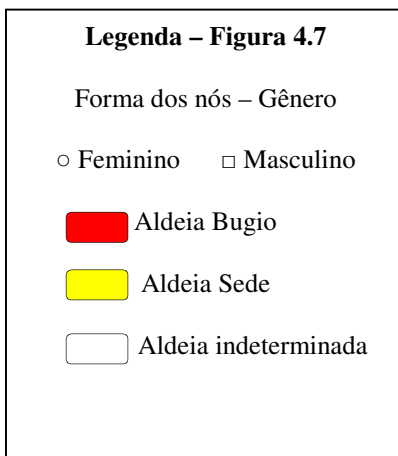 Legenda – Figura 4.7
Forma dos nós – Gênero
○ Feminino □ Masculino
Aldeia Bugio
Aldeia Sede
Aldeia indeterminada